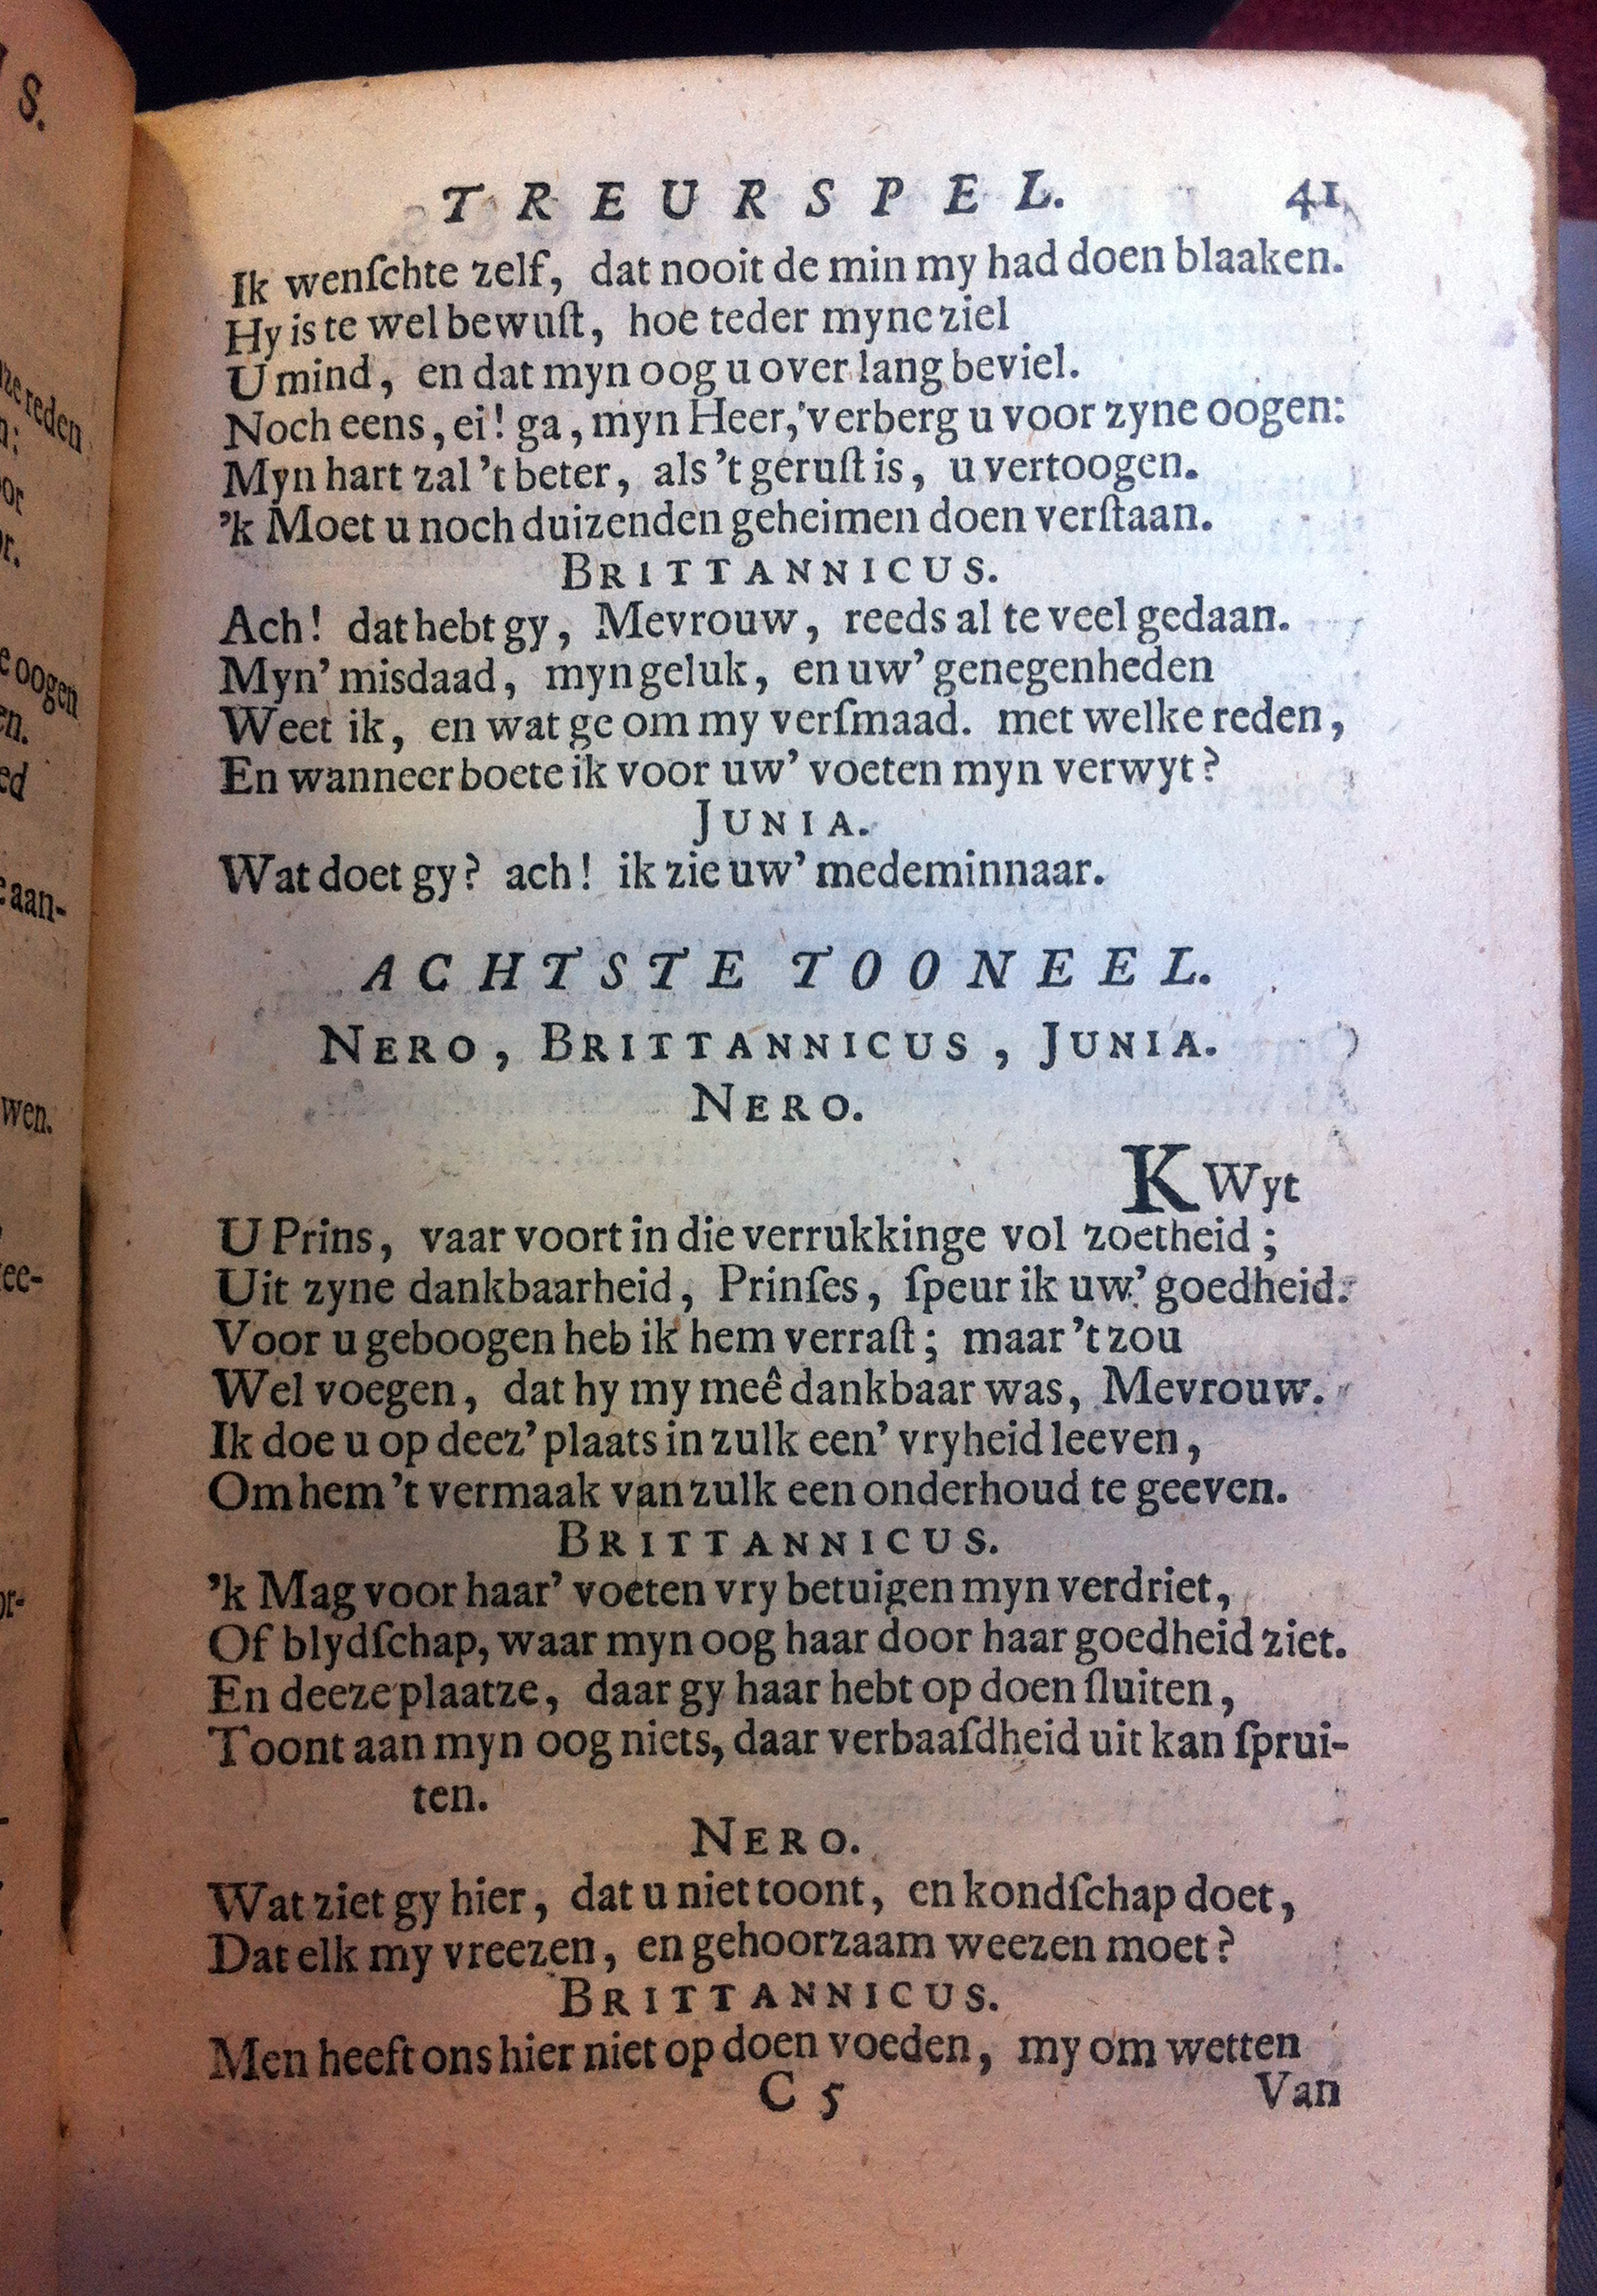 TREURSPEL. 41
Ik wenſchte zelf, dat nooit de min my had doen blaaken.
Hy is te wel bewuſt, hoe teder myne ziel
U mind, en dat myn oog u over lang beviel.
Noch eens, ei! ga, myn Heer, verberg u voor zyne oogen:
Myn hart zal 't beter, als 't geruſt is, u vertoogen.
'k Moet u noch duizenden geheimen doen verſtaan.
BRITTANNICUS.
Ach! dat hebt gy, Mevrouw, reeds al te veel gedaan.
Myn' misdaad, myn geluk, en uw' genegenheden
Weet ik, en wat ge om my verſmaad. met welke reden,
En wanneer boete ik voor uw' voeten myn verwyt?
JUNIA.
Wat doet gy? ach! ik zie uw' medeminnaar.
ACHTSTE TOONEEL.
NERO, BRITTANNICUS, JUNIA.
NERO.
K Wyt
U Prins, vaar voort in die verrukkinge vol zoetheid;
Uit zyne dankbaarheid, Prinſes, ſpeur ik uw' goedheid.
Voor u geboogen heb ik hem verraſt; maar 't zou
Wel voegen, dat hy my meê dankbaar was, Mevrouw.
Ik doe u op deez' plaats in zulk een' vryheid leeven,
Om hem 't vermaak van zulk een onderhoud te geeven.
BRITTANNICUS.
'k Mag voor haar' voeten vry betuigen myn verdriet,
Of blydſchap, waar myn oog haar door haar goedheid ziet.
En deeze plaatze, daar gy haar hebt op doen ſluiten,
Toont aan myn oog niets, daar verbaaſdheid uit kan ſprui-
ten.
NERO.
Wat ziet gy hier, dat u niet toont, en kondſchap doet,
Dat elk my vreezen, en gehoorzaam weezen moet?
BRITTANNICUS.
Men heeft ons hier niet op doen voeden, my om wetten
C 5 Van